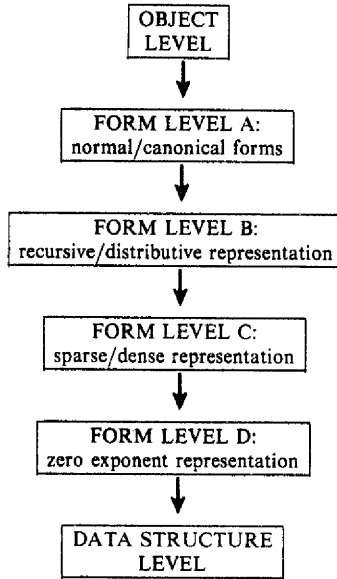 OBJECT
LEVEL
FORM LEVEL A:
normal/canonical forms
FORM LEVEL B:
recursive/distributive representation
FORM LEVEL C:
sparse/dense representation
FORM LEVEL D:
zero exponent representation
DATA STRUCTURE
LEVEL